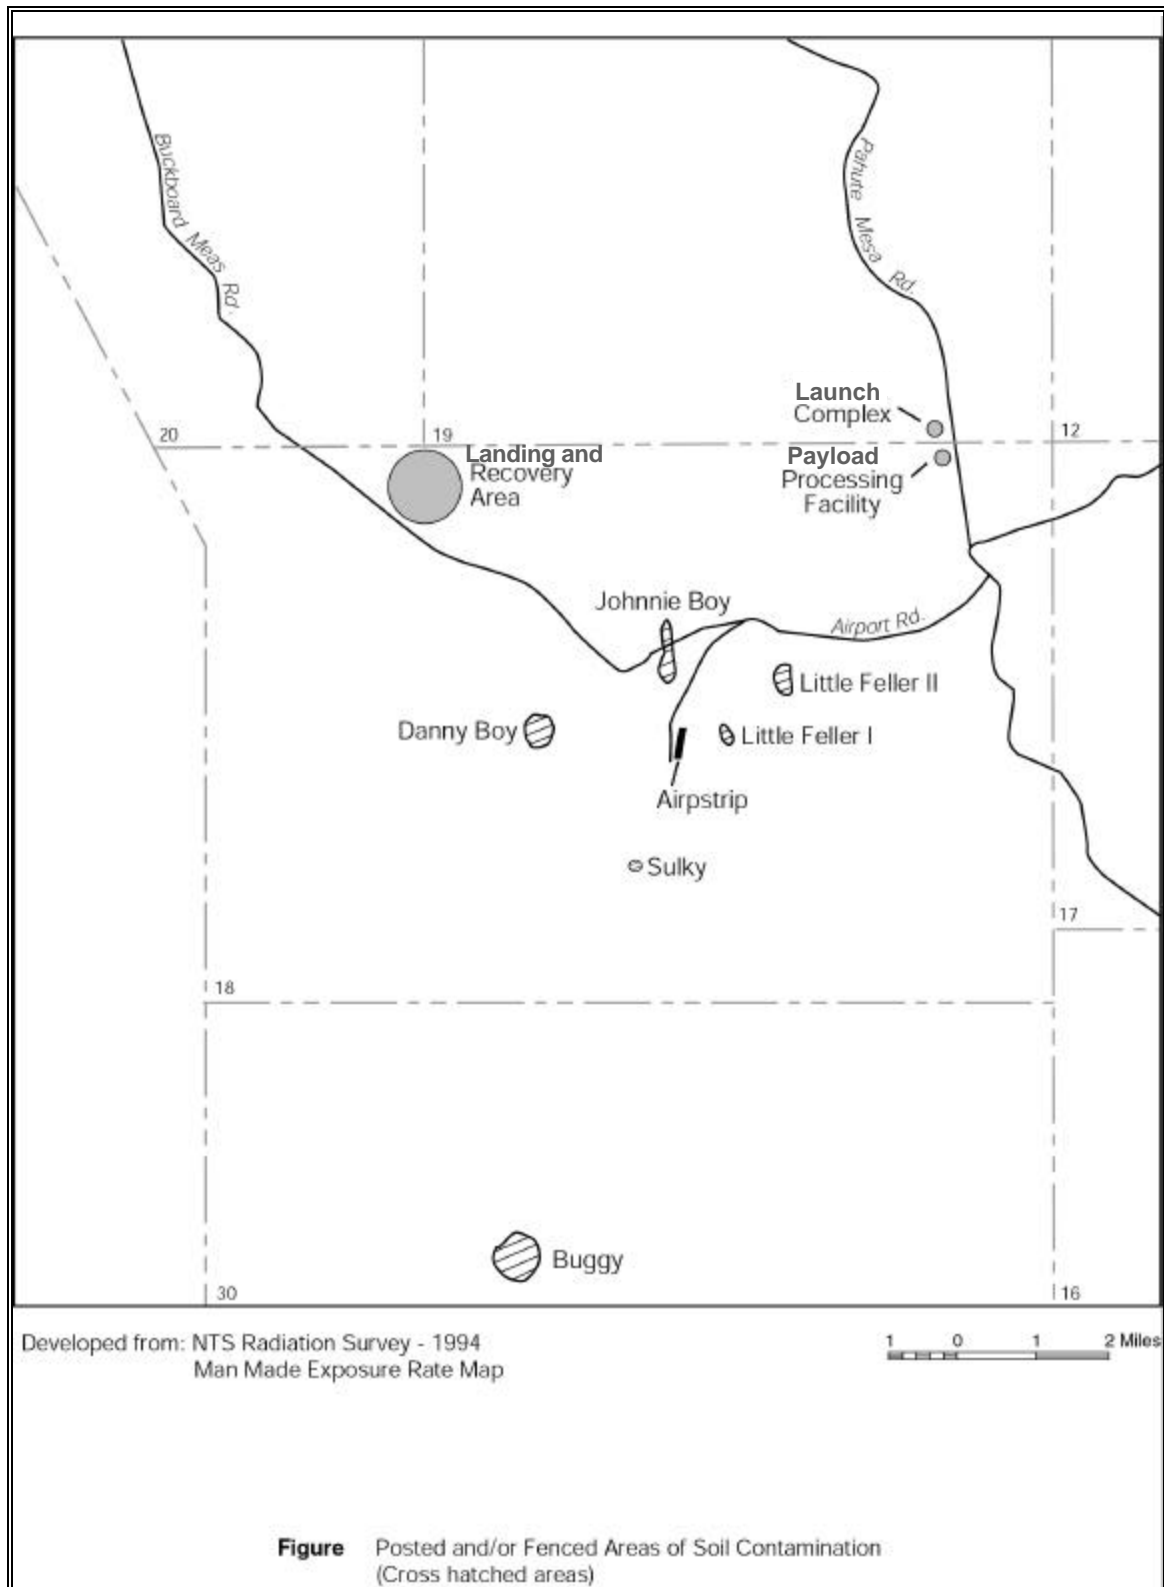 Buckboard Meas Rd.
Pahute Mesa Rd.
Launch
Complex
20
19
12
Landing and
Recovery
Area
Payload
Processing
Facility
Johnnie Boy
Airport Rd.
Little Feller II
Danny Boy
Little Feller I
Airpstrip
Sulky
17
18
Buggy
30
16
Developed from: NTS Radiation Survey - 1994
Man Made Exposure Rate Map
1 0 1 2 Miles
Figure Posted and/or Fenced Areas of Soil Contamination
(Cross hatched areas)